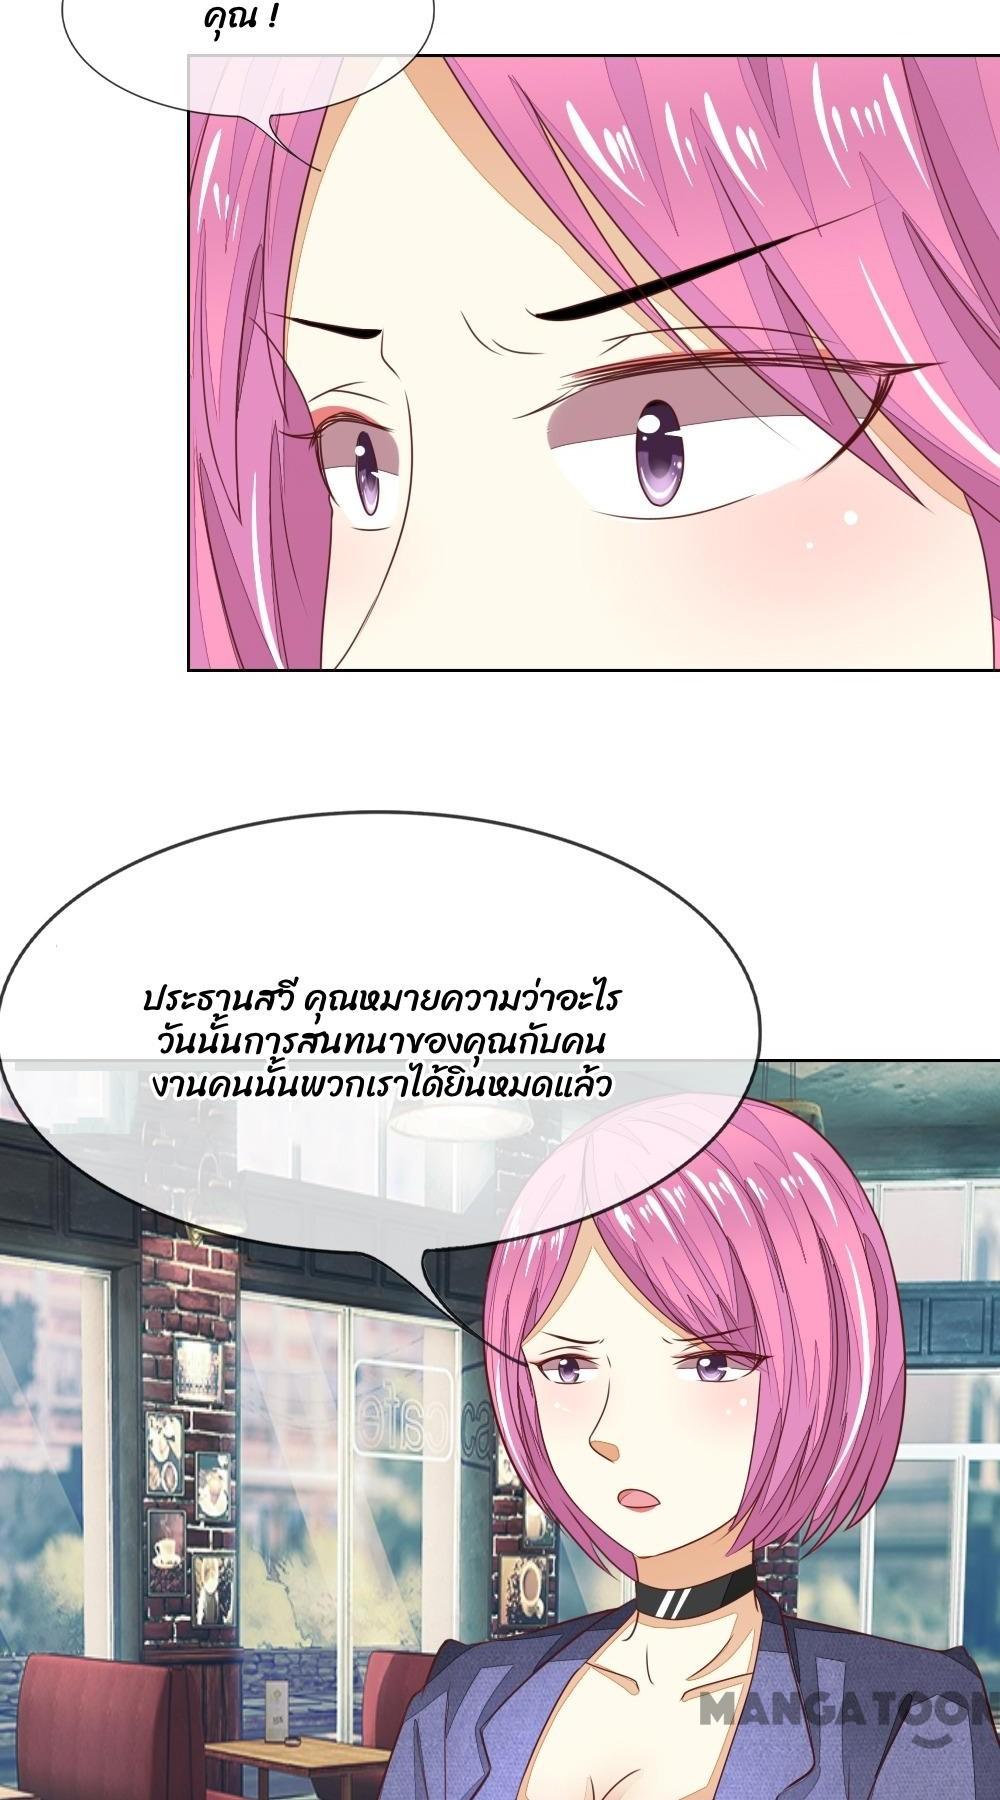 คุณ !
ประธานสวี คุณหมายความว่าอะไร
วันนั้นการสนทนาของคุณกับคน
งานคนนั้นพวกเราได้ยินหมดแล้ว
cafe
MANGATOON